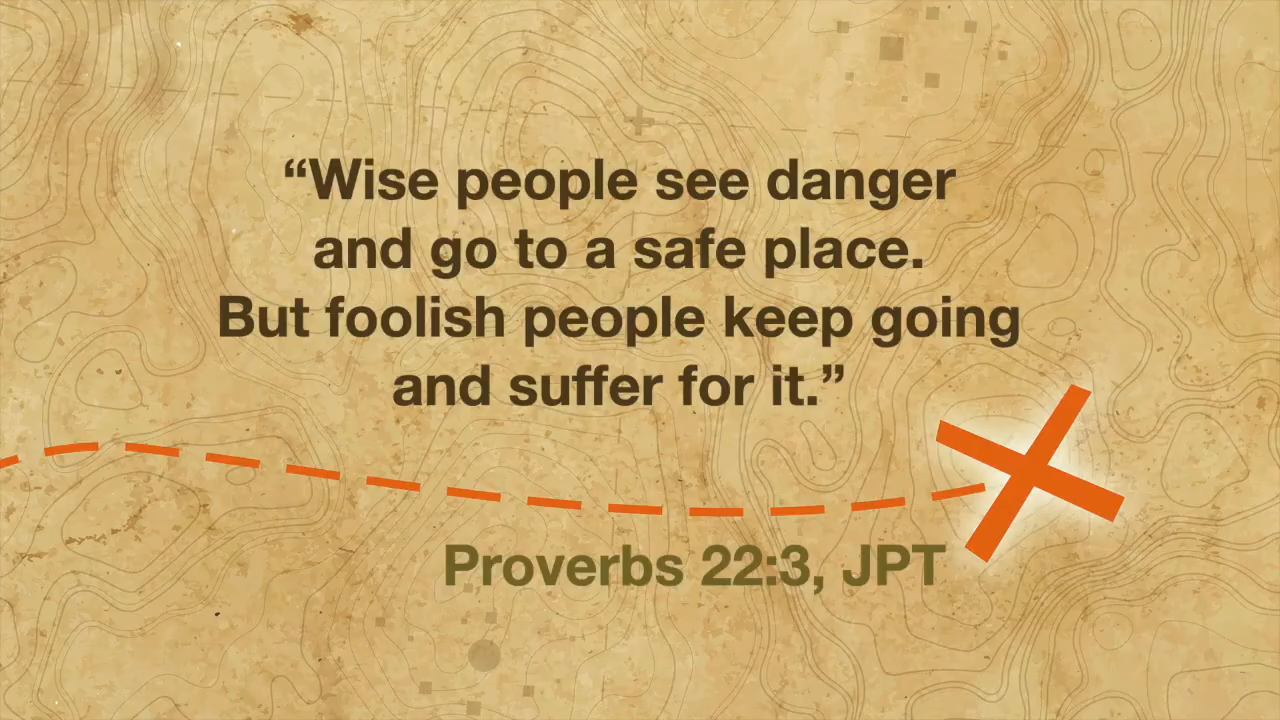 “Wise people see danger
and go to a safe place.
But foolish people keep going
and suffer for it.”
Proverbs 22:3, JPT